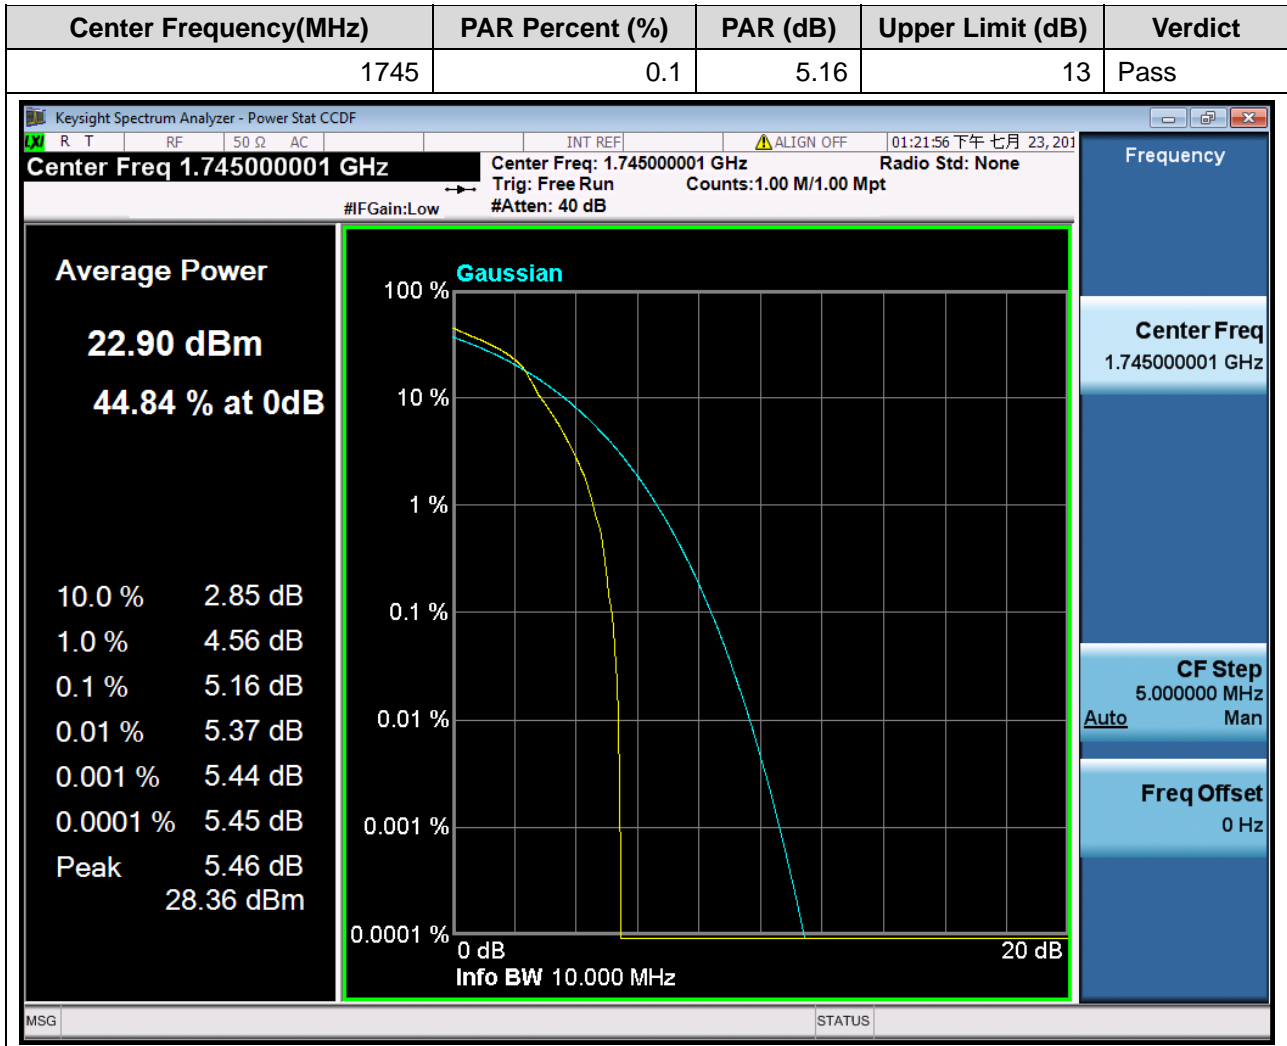 Center Frequency(MHz) PAR Percent (%) PAR (dB) Upper Limit (dB) Verdict
1745 0.1 5.16 13 Pass
Keysight Spectrum Analyzer - Power Stat CCDF
LXI R T RF 50 Ω AC INT REF ALIGN OFF 01:21:56 下午 七月 23, 201
Center Freq 1.745000001 GHz
#IFGain:Low
Center Freq: 1.745000001 GHz Radio Std: None
Trig: Free Run Counts:1.00 M/1.00 Mpt
#Atten: 40 dB
Average Power
22.90 dBm
44.84 % at 0dB
10.0 % 2.85 dB
1.0 % 4.56 dB
0.1 % 5.16 dB
0.01 % 5.37 dB
0.001 % 5.44 dB
0.0001 % 5.45 dB
Peak 5.46 dB
28.36 dBm
Gaussian
100 %
10 %
1 %
0.1 %
0.01 %
0.001 %
0.0001 %
0 dB 20 dB
Info BW 10.000 MHz
Frequency
Center Freq
1.745000001 GHz
CF Step
5.000000 MHz
Auto Man
Freq Offset
0 Hz
MSG STATUS